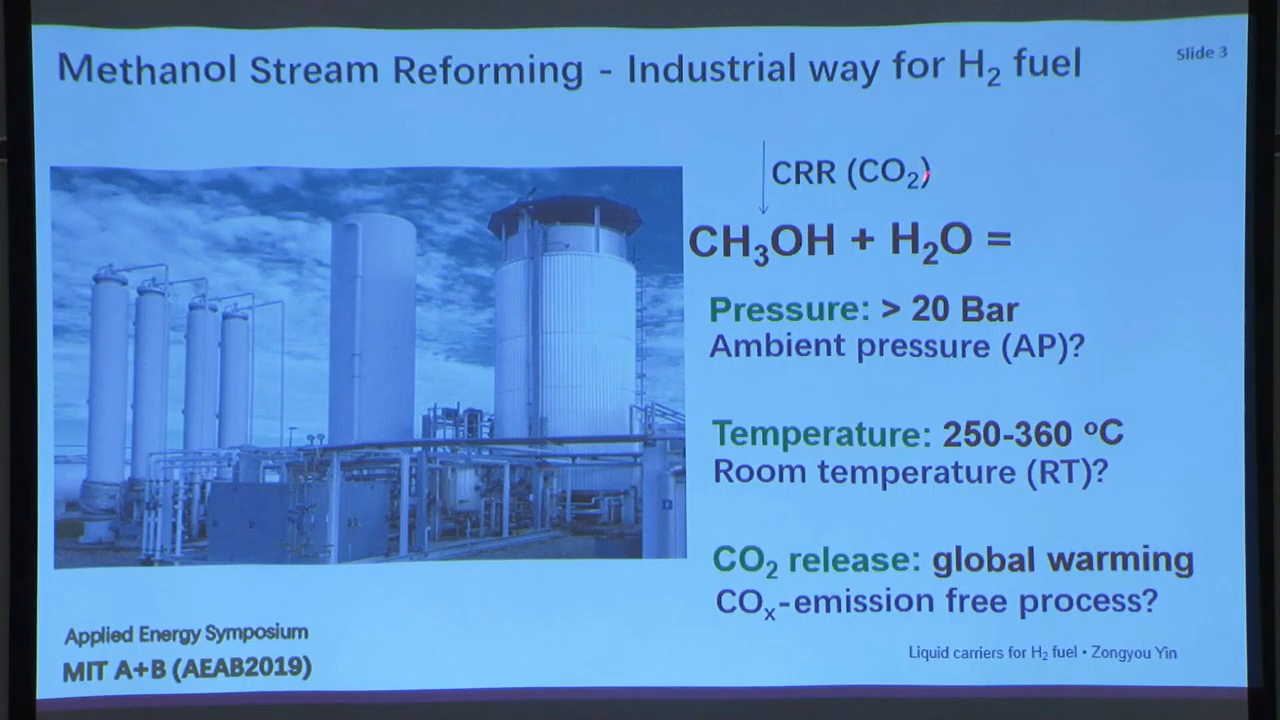 Methanol Stream Reforming - Industrial way for H₂ fuel
Slide 3
CRR (CO₂)
CH₃OH + H₂O =
Pressure: > 20 Bar
Ambient pressure (AP)?
Temperature: 250-360 ºC
Room temperature (RT)?
CO₂ release: global warming
COₓ-emission free process?
Applied Energy Symposium
MIT A+B (AEAB2019)
Liquid carriers for H₂ fuel • Zongyou Yin